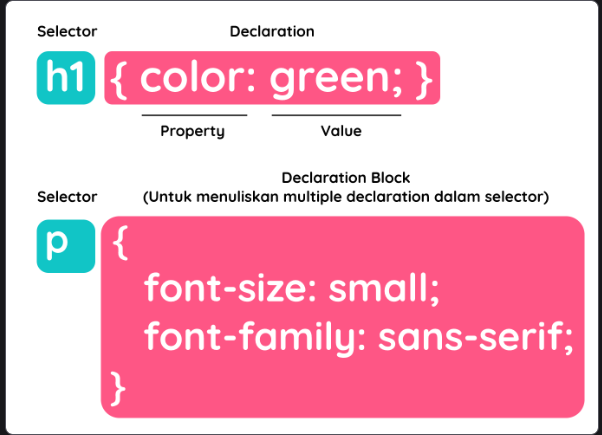 Selector Declaration
h1 { color: green; }
Property Value
Declaration Block
Selector (Untuk menuliskan multiple declaration dalam selector)
p {
font-size: small;
font-family: sans-serif;
}